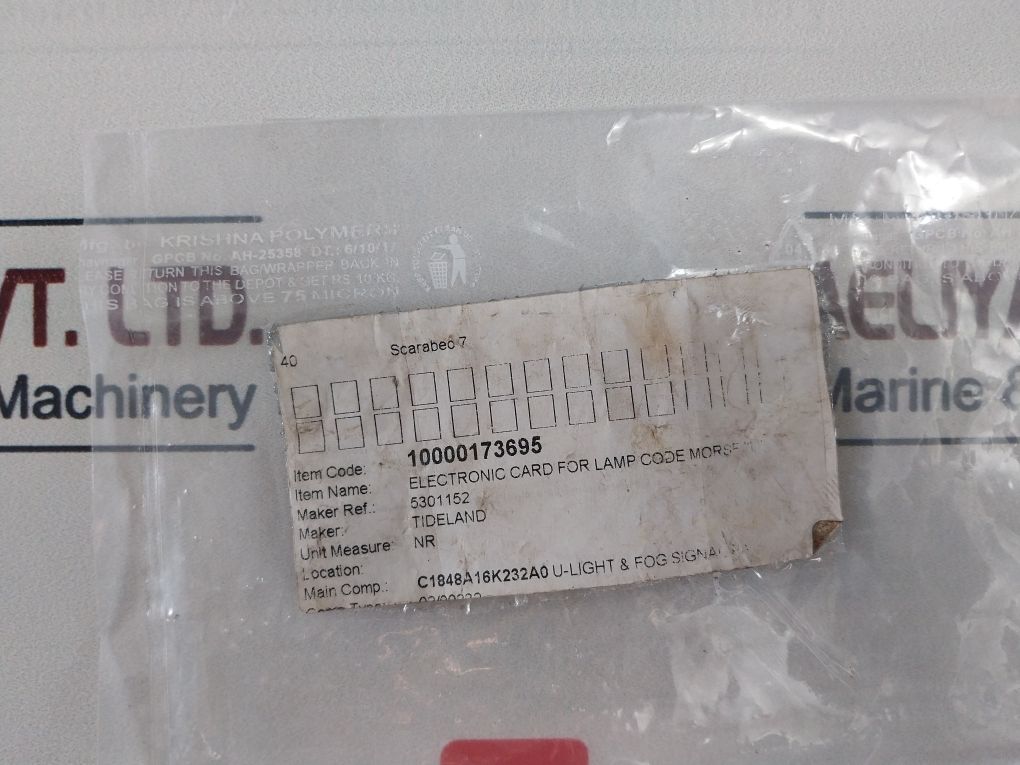 KRISHNA POLYMERS
GPCB No. AH-25358 DT.: 6/10/17
TURN THIS BAG/WRAPPER BACK IN
CONDITION TO THE DEPOT & GET RS. 10 KG.
THIS BAG IS ABOVE 75 MICRON
VT. LTD.
AELIYA
Machinery
Marine &
40
Scarabeo 7
Item Code: 10000173695
Item Name: ELECTRONIC CARD FOR LAMP CODE MORSE
Maker Ref.: 5301152
Maker: TIDELAND
Unit Measure: NR
Location:
Main Comp.: C1848A16K232A0 U-LIGHT & FOG SIGNAL